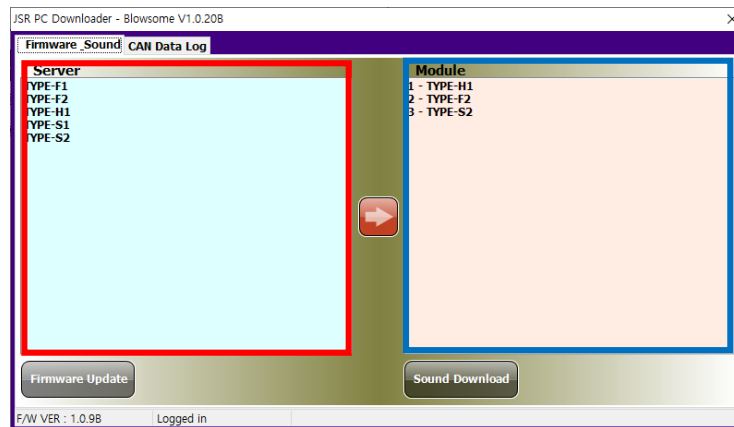 JSR PC Downloader - Blowsome V1.0.20B
Firmware_Sound CAN Data Log
Server
TYPE-F1
TYPE-F2
TYPE-H1
TYPE-S1
TYPE-S2
Module
1 - TYPE-H1
2 - TYPE-F2
3 - TYPE-S2
Firmware Update
Sound Download
F/W VER : 1.0.9B Logged in